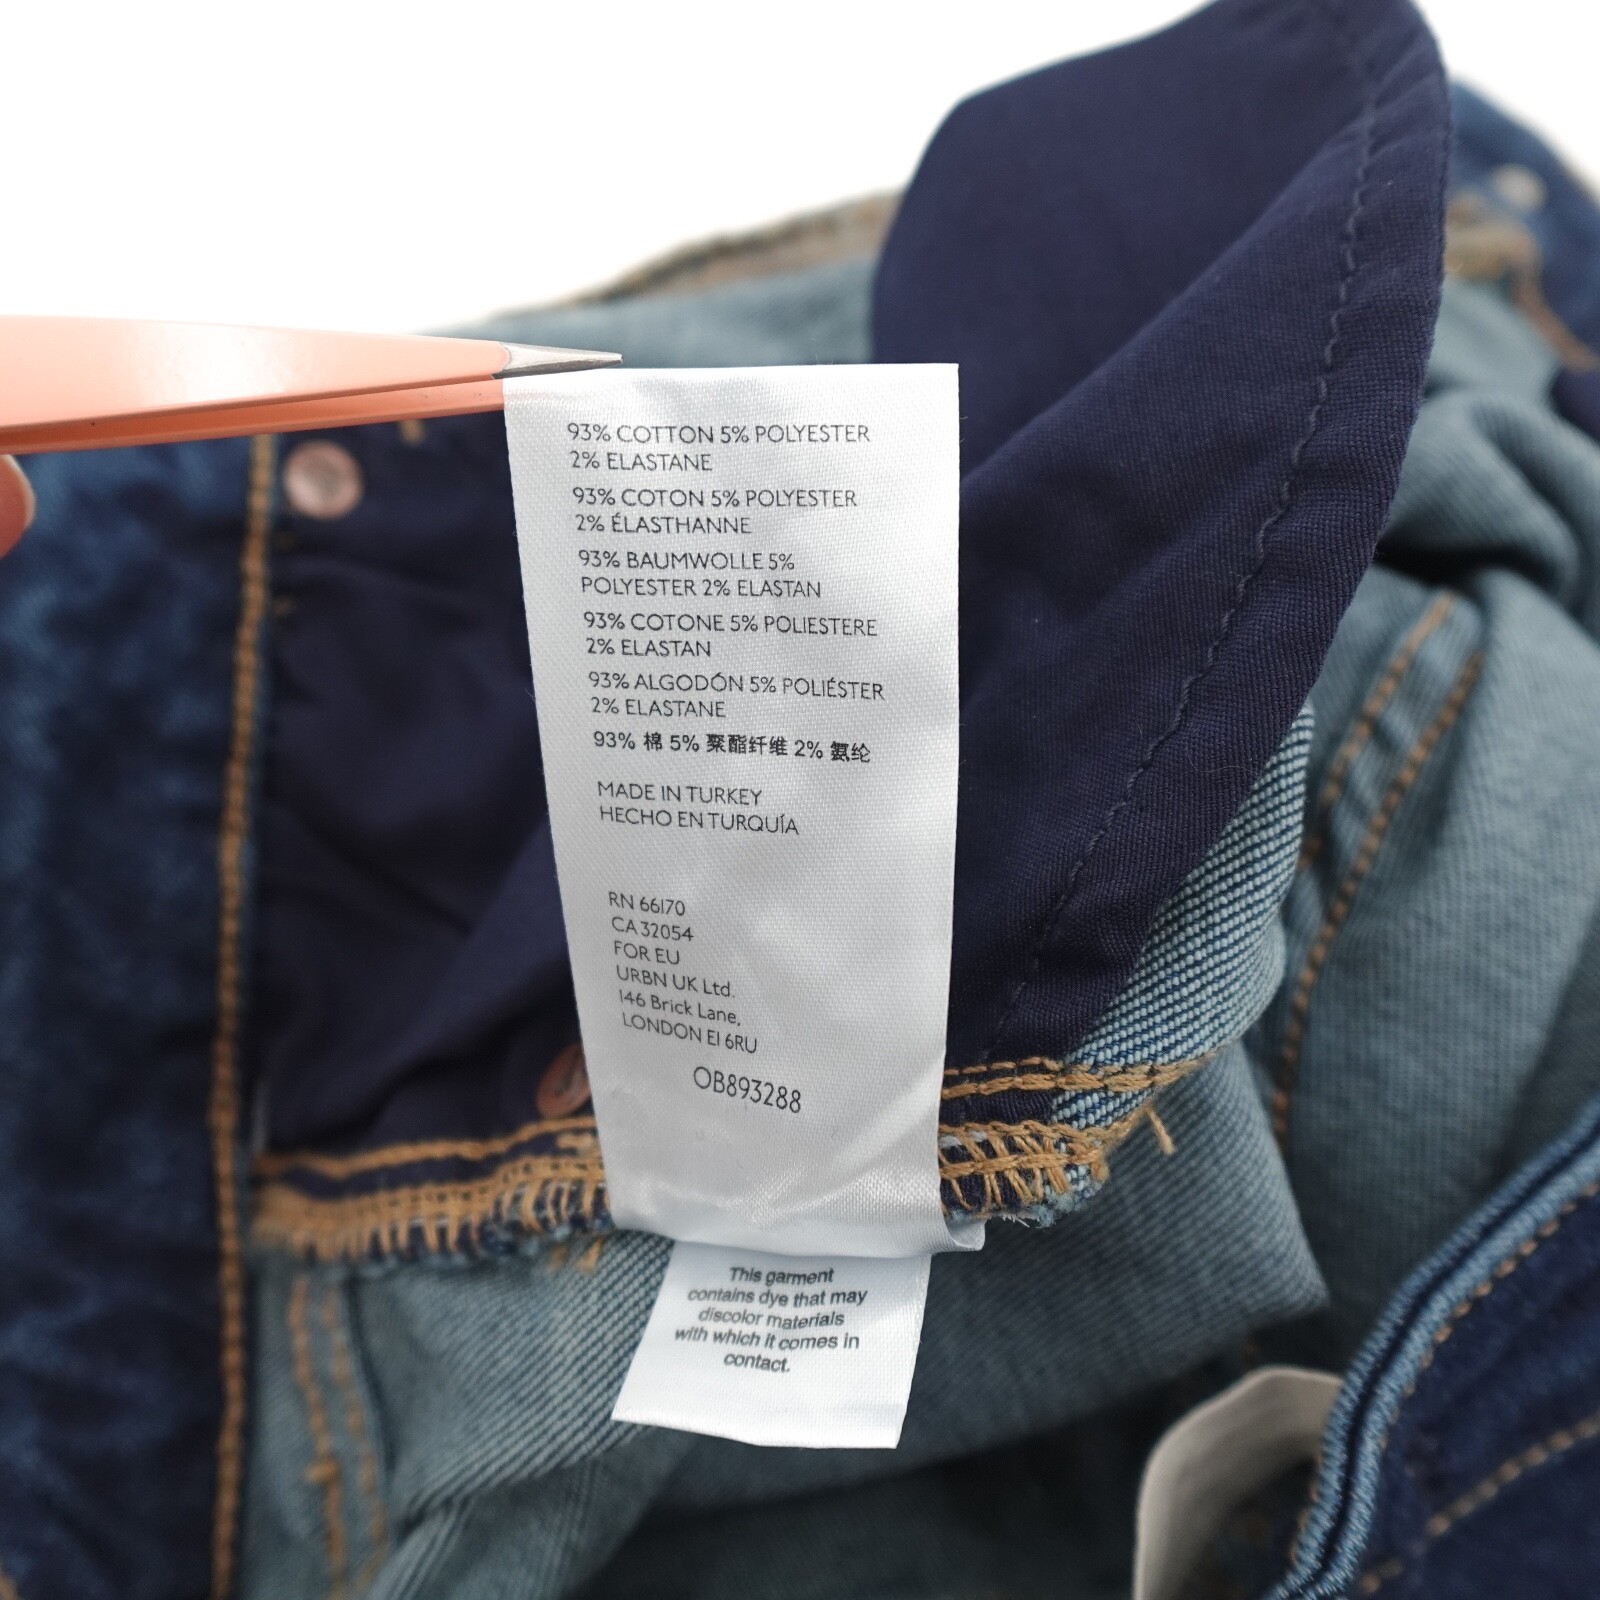 93% COTTON 5% POLYESTER
2% ELASTANE
93% COTON 5% POLYESTER
2% ÉLASTHANNE
93% BAUMWOLLE 5%
POLYESTER 2% ELASTAN
93% COTONE 5% POLIESTERE
2% ELASTAN
93% ALGODÓN 5% POLIÉSTER
2% ELASTANE
93% 棉 5% 聚酯纤维 2% 氨纶
MADE IN TURKEY
HECHO EN TURQUÍA
RN 66170
CA 32054
FOR EU
URBN UK Ltd.
146 Brick Lane,
LONDON E1 6RU
OB893288
This garment
contains dye that may
discolor materials
with which it comes in
contact.